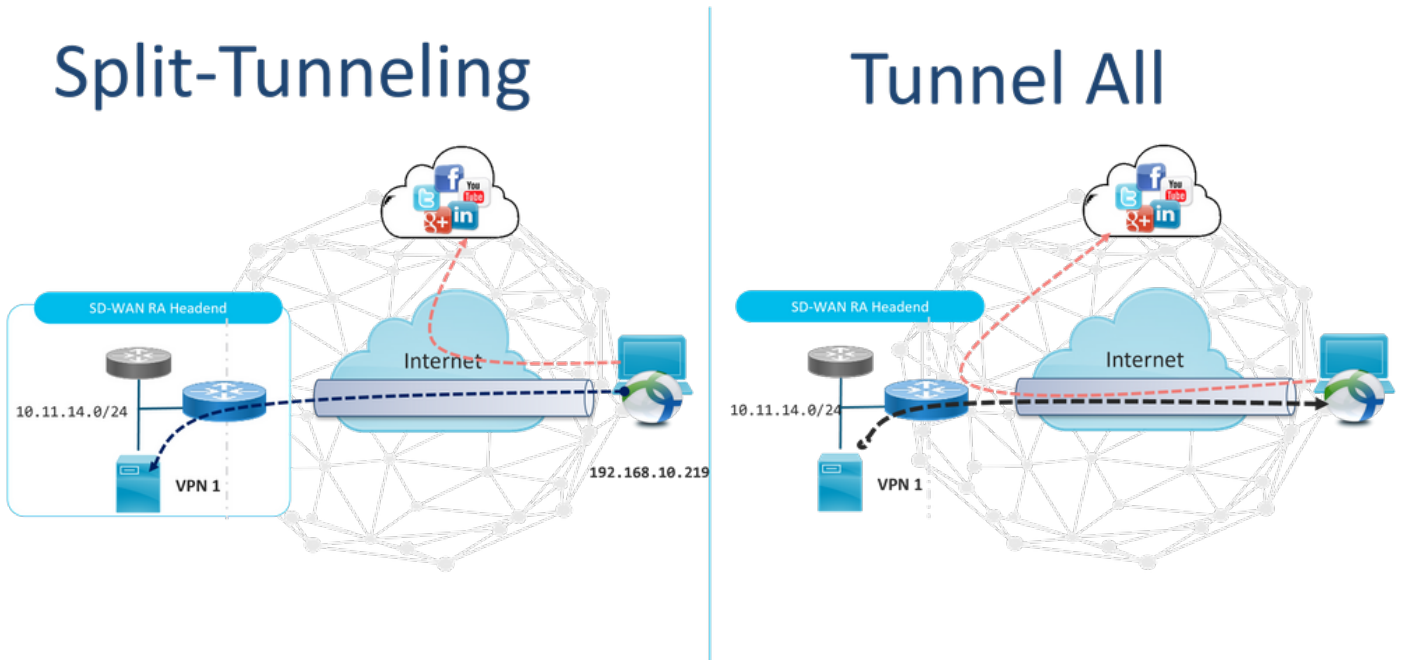 Split-Tunneling
f
You
Tube
t
g+
in
SD-WAN RA Headend
Internet
10.11.14.0/24
192.168.10.219
VPN 1
Tunnel All
f
You
Tube
t
g+
in
SD-WAN RA Headend
Internet
10.11.14.0/24
VPN 1